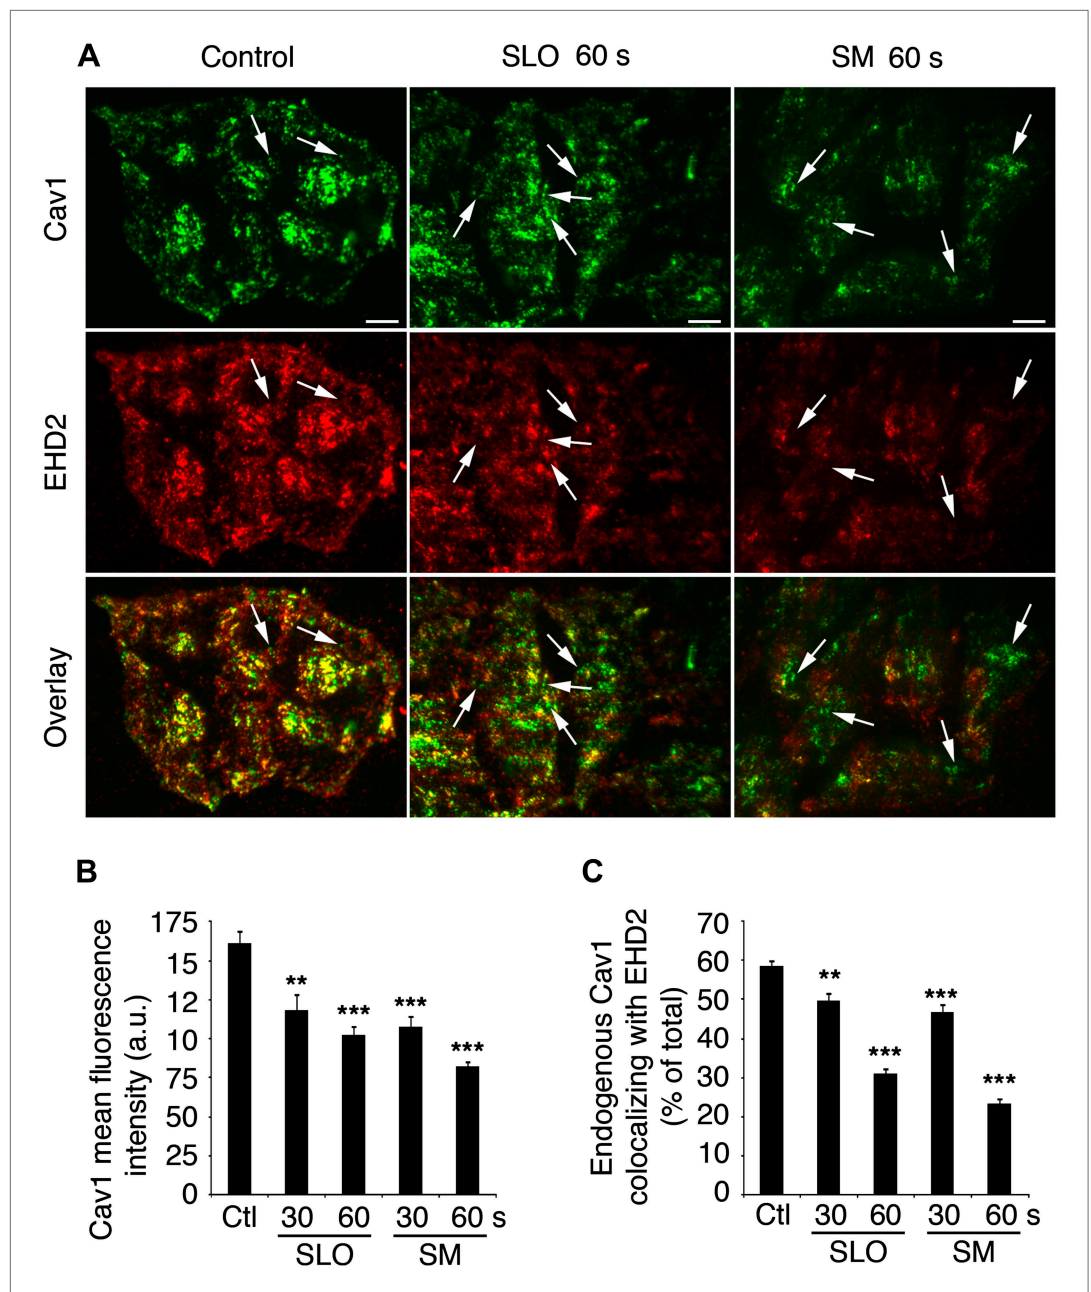 A
Control
SLO 60 s
SM 60 s
Cav1
EHD2
Overlay
B
Cav1 mean fluorescence
intensity (a.u.)
175
15
12
10
75
50
25
0
**
***
***
***
Ctl
30
60
30
60 s
SLO
SM
C
Endogenous Cav1
colocalizing with EHD2
(% of total)
70
60
50
40
30
20
10
0
**
***
***
***
Ctl
30
60
30
60 s
SLO
SM